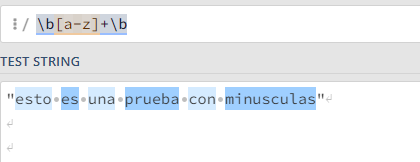 ⋮ / \b[a-z]+\b
TEST STRING
"esto·es·una·prueba·con·minusculas"↵
↵
↵